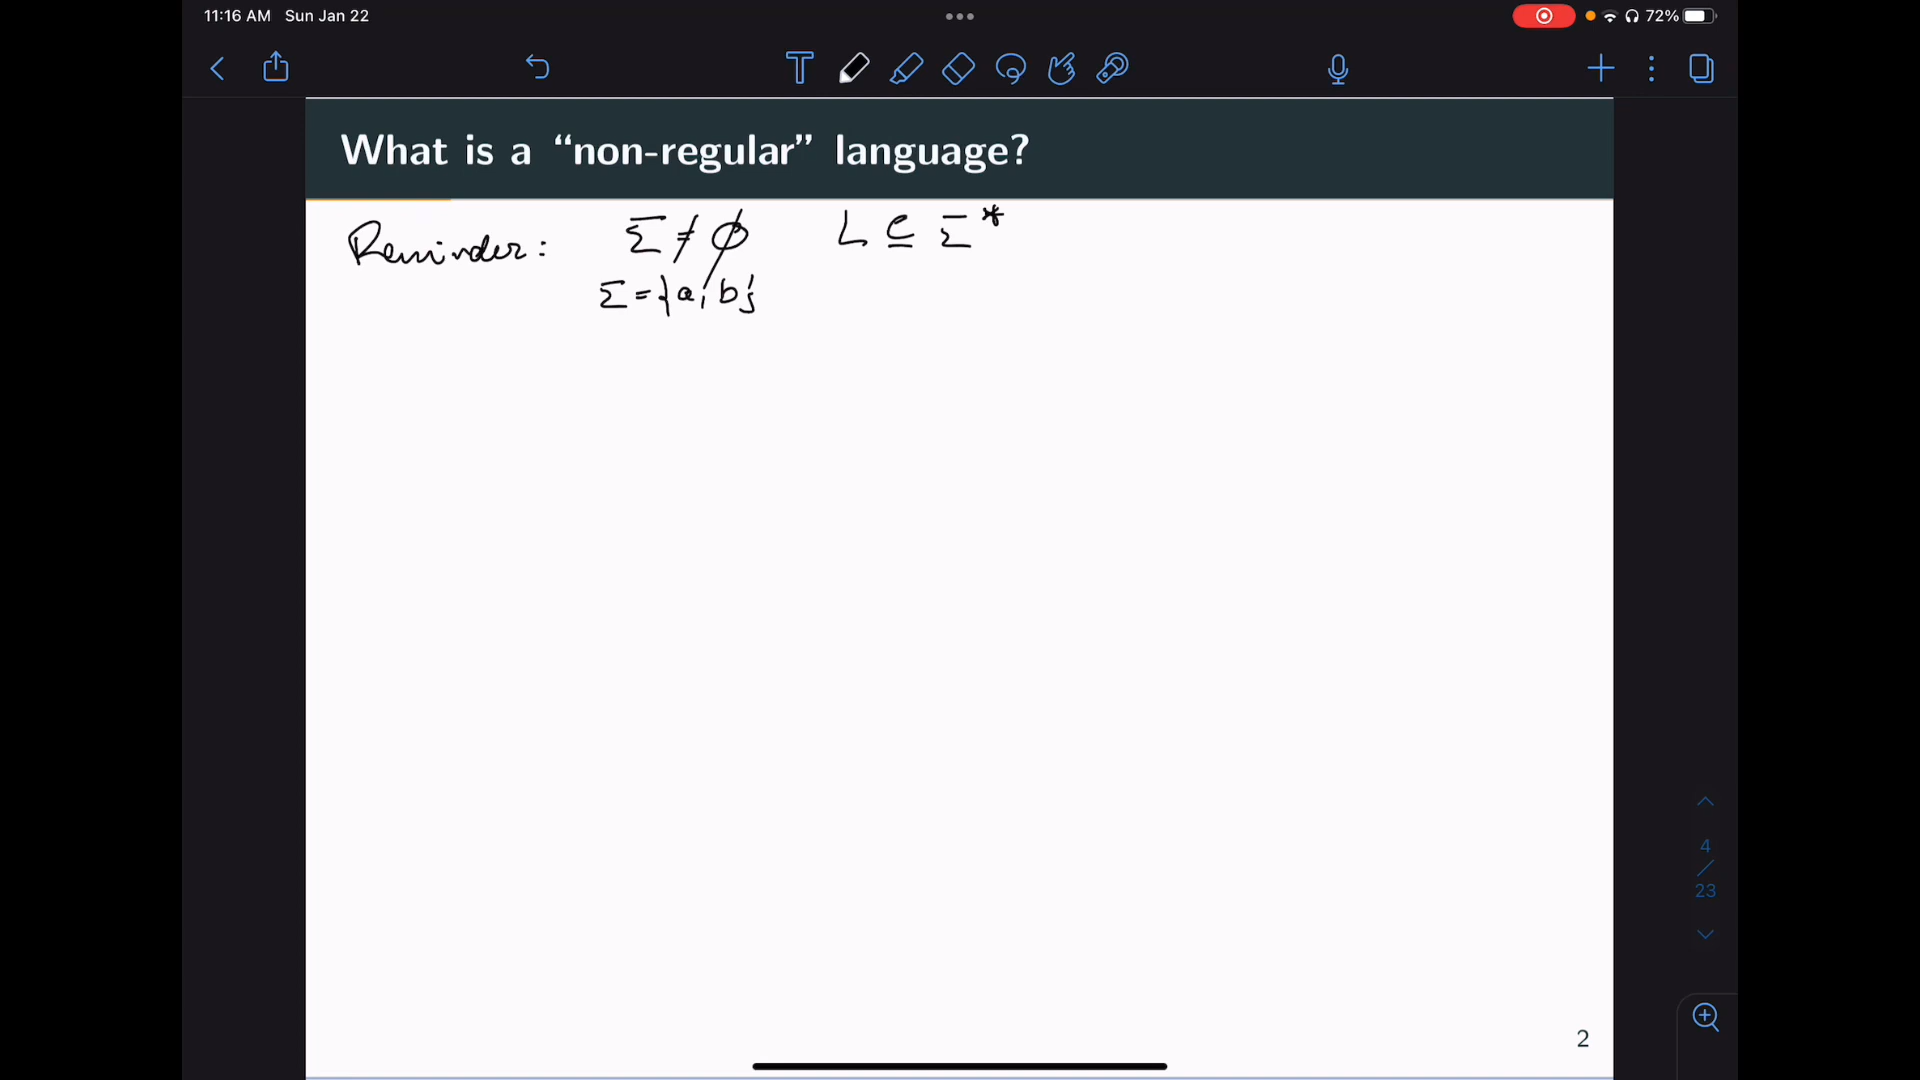 11:16 AM Sun Jan 22
72%
What is a “non-regular” language?
Reminder: Σ ≠ ∅ L ⊆ Σ*
Σ = {a, b}
4
/
23
2